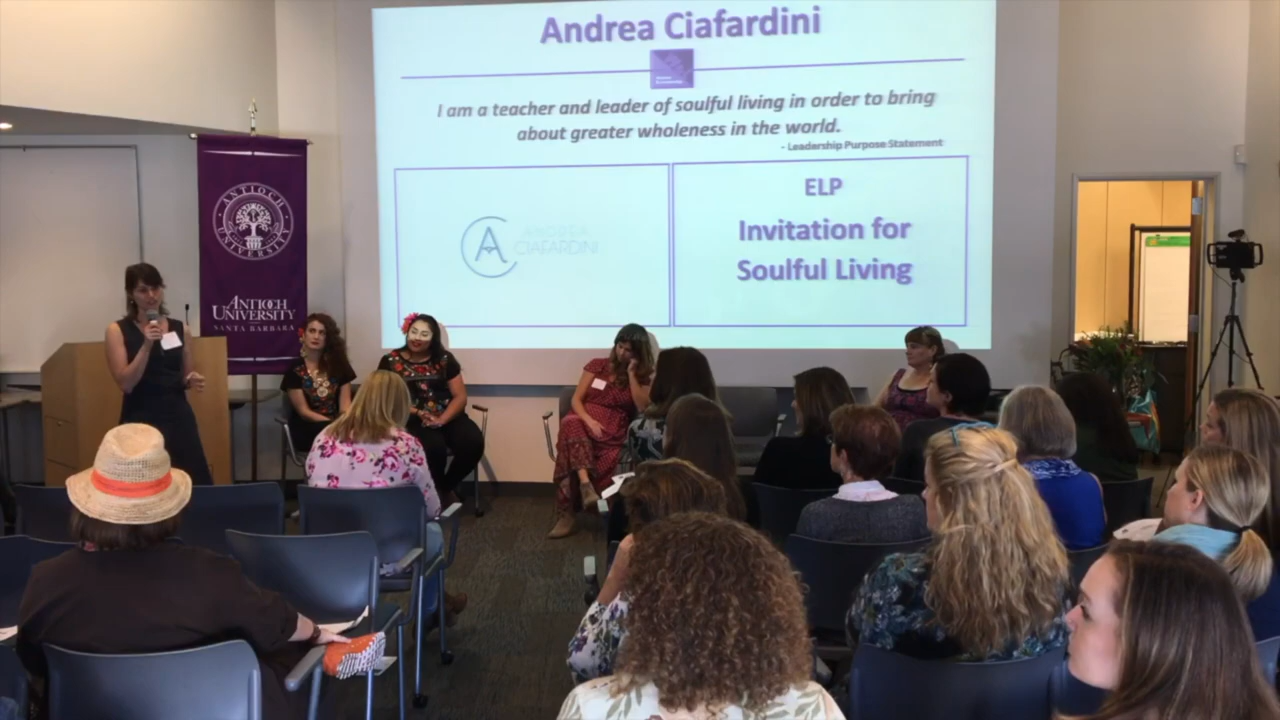 Andrea Ciafardini
I am a teacher and leader of soulful living in order to bring
about greater wholeness in the world.
- Leadership Purpose Statement
ELP
Invitation for
Soulful Living
A
ANDREA
CIAFARDINI
ANTIOCH
UNIVERSITY
ANTIOCH
UNIVERSITY
SANTA BARBARA